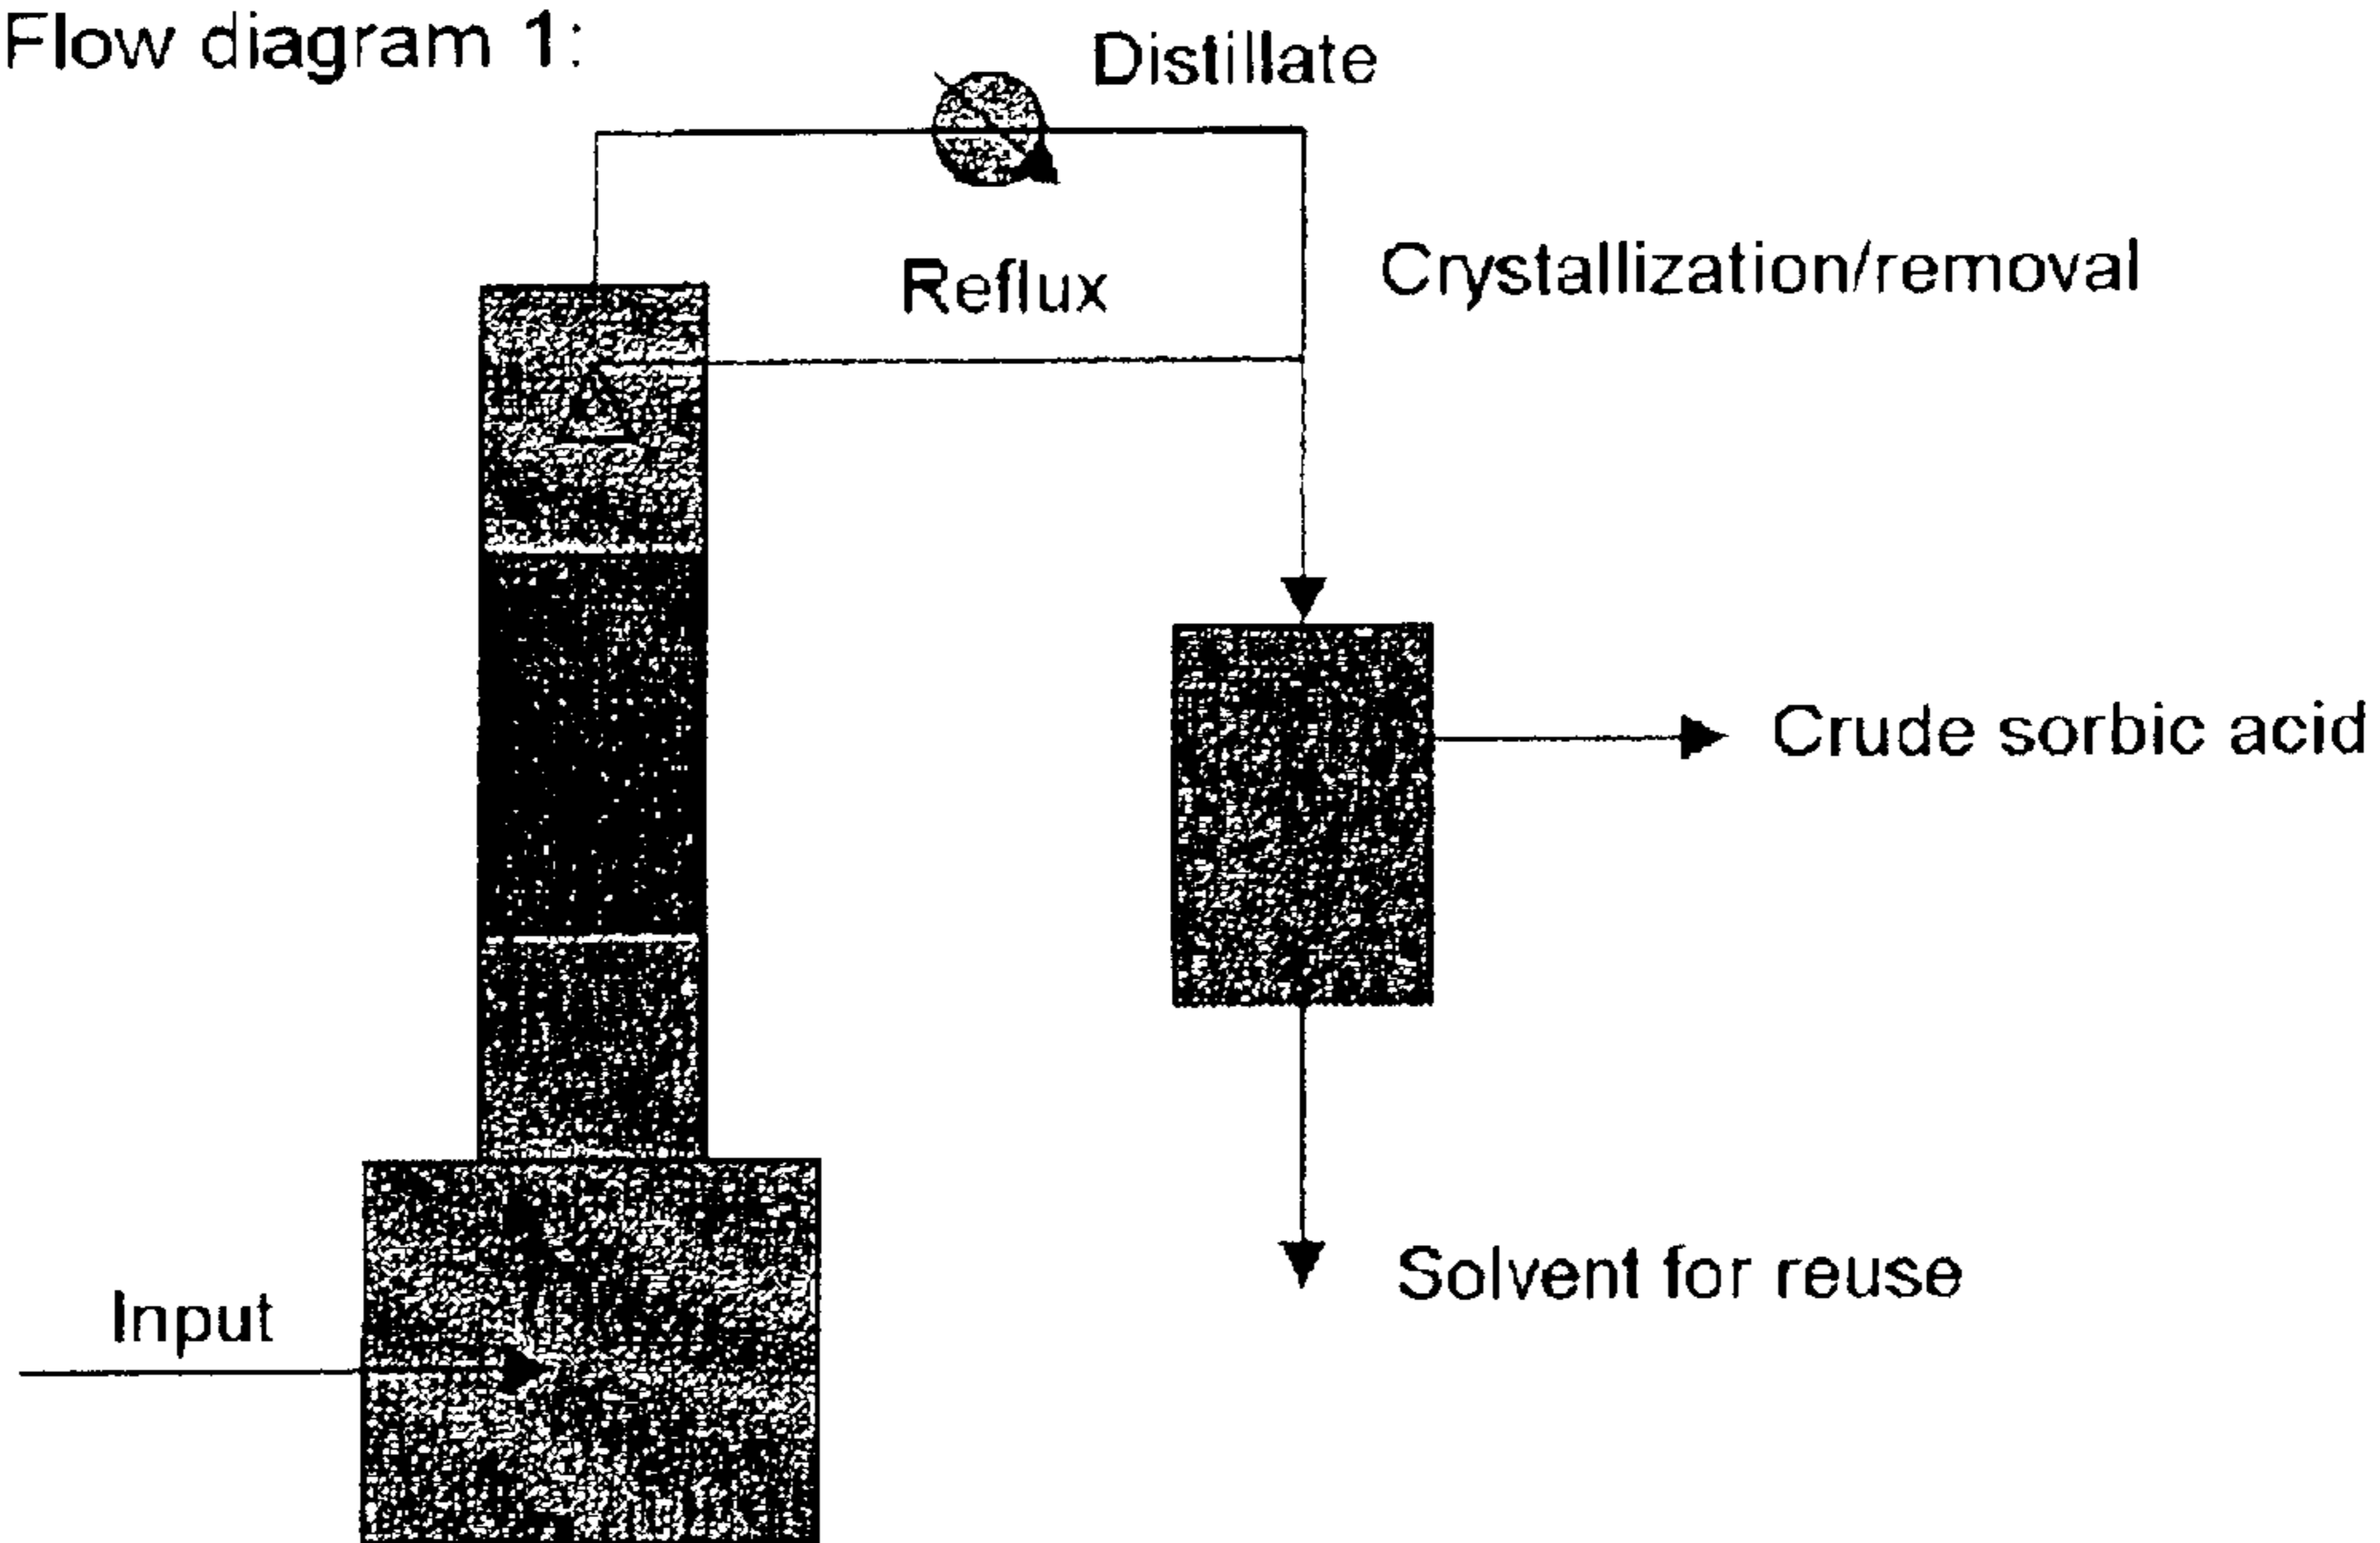 Flow diagram 1:
Distillate
Reflux
Crystallization/removal
Crude sorbic acid
Input
Solvent for reuse